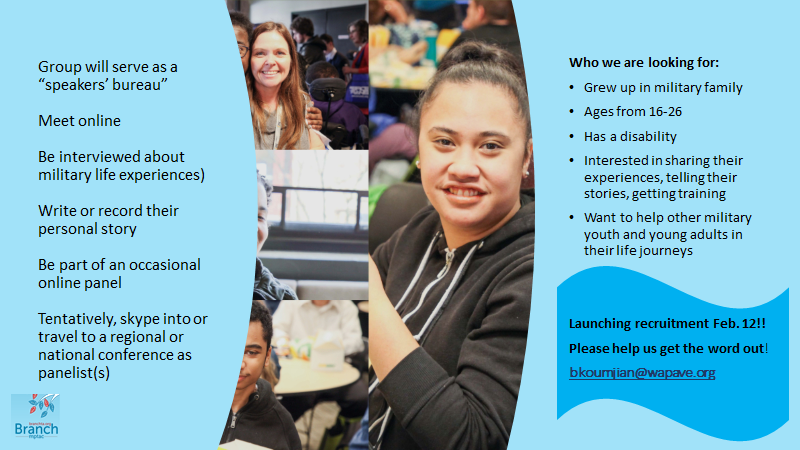 Group will serve as a
“speakers’ bureau”
Meet online
Be interviewed about
military life experiences)
Write or record their
personal story
Be part of an occasional
online panel
Tentatively, skype into or
travel to a regional or
national conference as
panelist(s)
Branch
mptac
Who we are looking for:
• Grew up in military family
• Ages from 16-26
• Has a disability
• Interested in sharing their
experiences, telling their
stories, getting training
• Want to help other military
youth and young adults in
their life journeys
Launching recruitment Feb. 12!!
Please help us get the word out!
bkoumjian@wapave.org